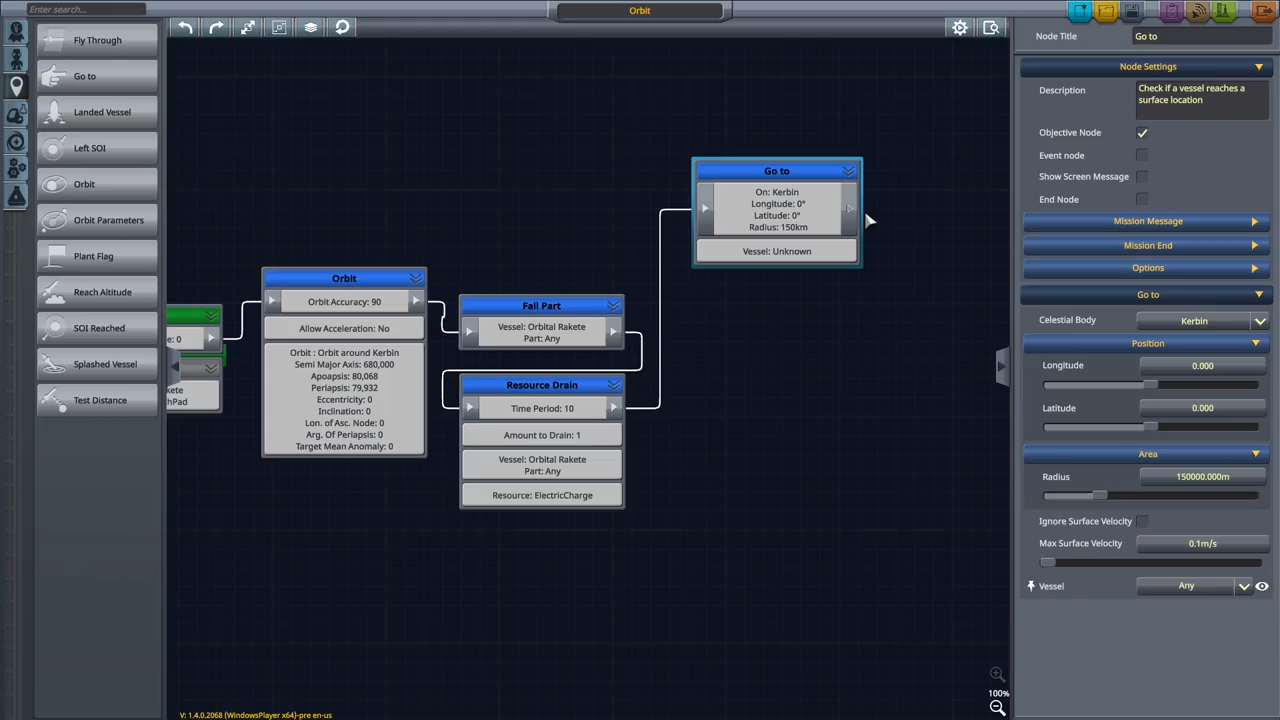 Enter search...
Orbit
Fly Through
Go to
Landed Vessel
Left SOI
Orbit
Orbit Parameters
Plant Flag
Reach Altitude
SOI Reached
Splashed Vessel
Test Distance
e: 0
kete
hPad
Orbit
Orbit Accuracy: 90
Allow Acceleration: No
Orbit : Orbit around Kerbin
Semi Major Axis: 680,000
Apoapsis: 80,068
Periapsis: 79,932
Eccentricity: 0
Inclination: 0
Lon. of Asc. Node: 0
Arg. Of Periapsis: 0
Target Mean Anomaly: 0
Fail Part
Vessel: Orbital Rakete
Part: Any
Resource Drain
Time Period: 10
Amount to Drain: 1
Vessel: Orbital Rakete
Part: Any
Resource: ElectricCharge
Go to
On: Kerbin
Longitude: 0°
Latitude: 0°
Radius: 150km
Vessel: Unknown
Node Title
Go to
Node Settings
Description
Check if a vessel reaches a
surface location
Objective Node
Event node
Show Screen Message
End Node
Mission Message
Mission End
Options
Go to
Celestial Body
Kerbin
Position
Longitude
0.000
Latitude
0.000
Area
Radius
150000.000m
Ignore Surface Velocity
Max Surface Velocity
0.1m/s
Vessel
Any
100%
V: 1.4.0.2068 (WindowsPlayer x64)-pre en-us